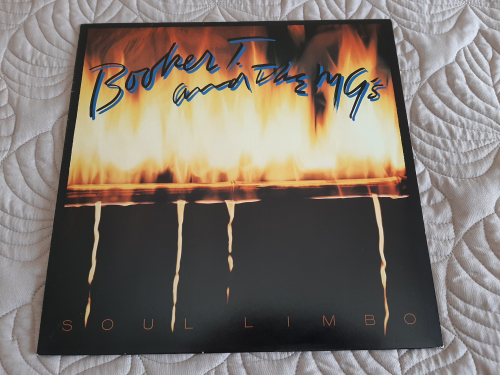 Booker T.
and The MG's
SOUL LIMBO